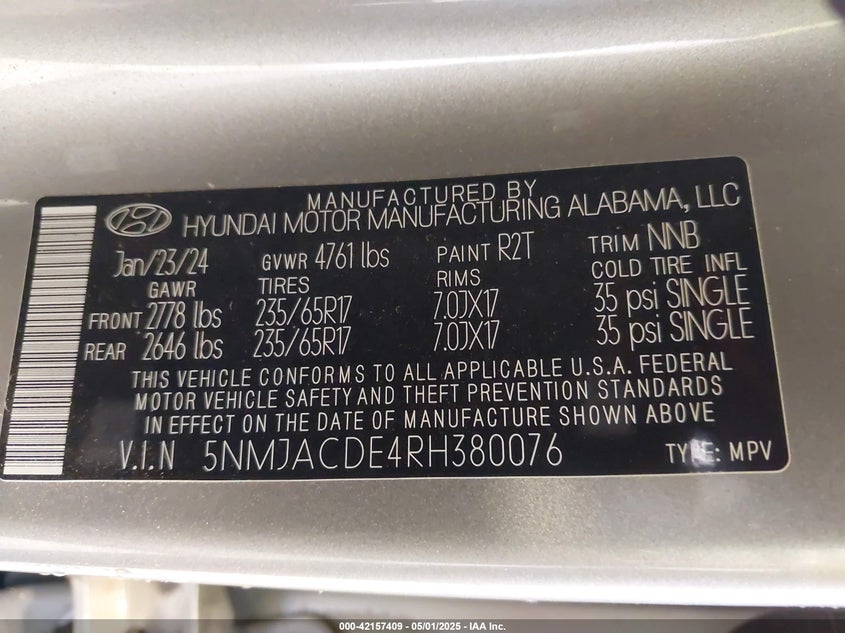 MANUFACTURED BY
HYUNDAI MOTOR MANUFACTURING ALABAMA, LLC
Jan/23/24 GVWR 4761 lbs PAINT R2T TRIM NNB
GAWR TIRES RIMS COLD TIRE INFL
FRONT 2778 lbs 235/65R17 7.0JX17 35 psi SINGLE
REAR 2646 lbs 235/65R17 7.0JX17 35 psi SINGLE
THIS VEHICLE CONFORMS TO ALL APPLICABLE U.S.A. FEDERAL
MOTOR VEHICLE SAFETY AND THEFT PREVENTION STANDARDS
IN EFFECT ON THE DATE OF MANUFACTURE SHOWN ABOVE
V.I.N 5NMJACDE4RH380076 TYPE: MPV
000-42157409 - 05/01/2025 - IAA Inc.